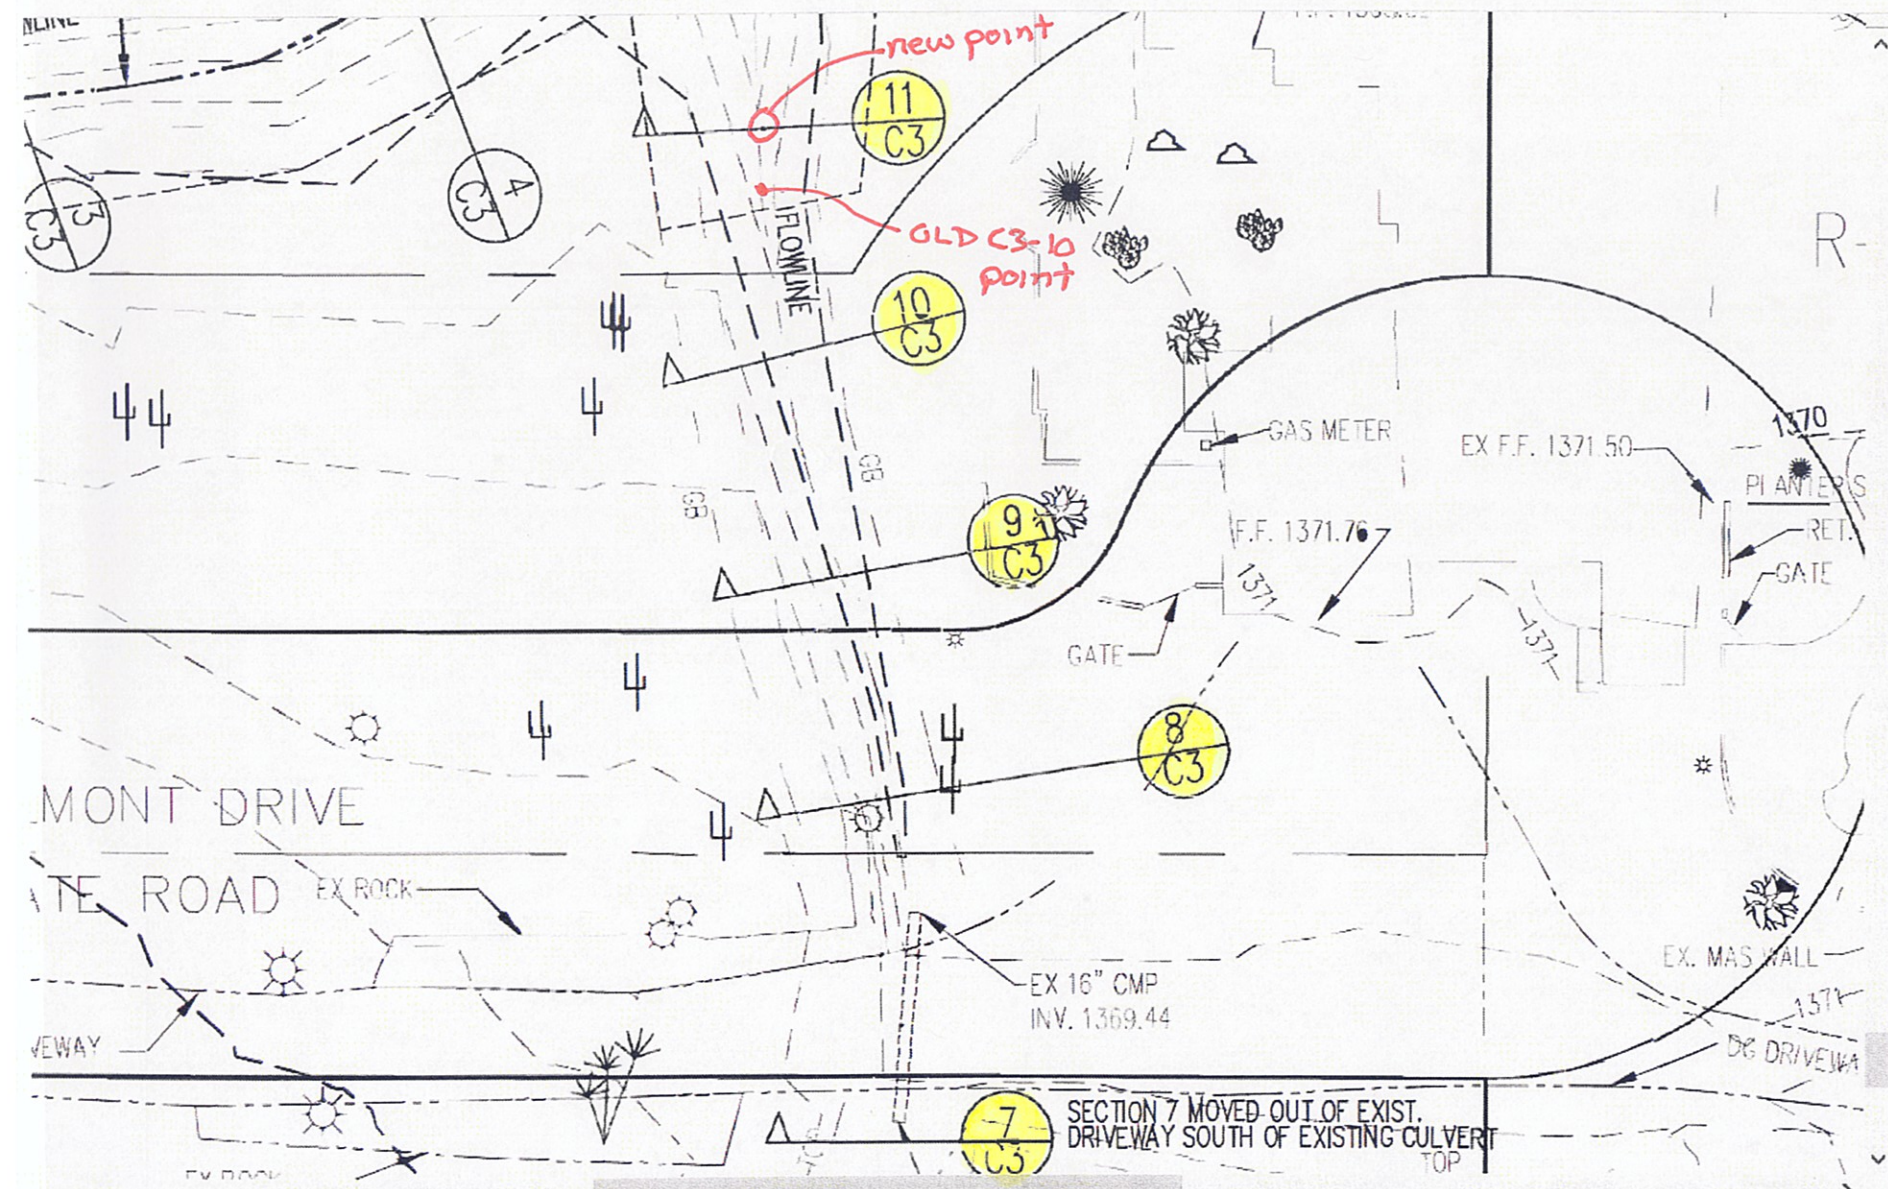 new point
11
C3
4
C3
3
C3
OLD C3-10
point
FLOWLINE
R-
10
C3
GAS METER
1370
EX F.F. 1371.50
PLANTERS
GB
GB
9
C3
F.F. 1371.76
RET.
GATE
1371
GATE
1371
8
C3
MONT DRIVE
ATE ROAD
EX ROCK
EX. MAS WALL
EX 16" CMP
INV. 1369.44
1371
VEWAY
DG DRIVEWA
7
C3
SECTION 7 MOVED OUT OF EXIST.
DRIVEWAY SOUTH OF EXISTING CULVERT
TOP